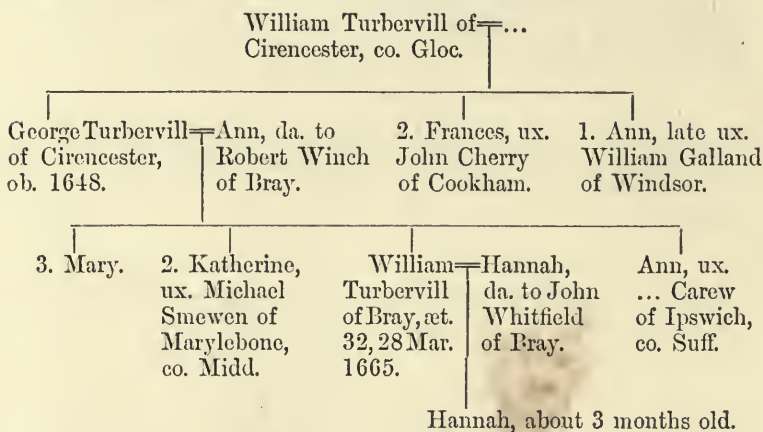 William Turbervill of ...
Cirencester, co. Gloc.
George Turbervill
of Cirencester,
ob. 1648.
Ann, da. to
Robert Winch
of Bray.
2. Frances, ux.
John Cherry
of Cookham.
1. Ann, late ux.
William Galland
of Windsor.
3. Mary.
2. Katherine,
ux. Michael
Smewen of
Marylebone,
co. Midd.
William
Turbervill
of Bray, æt.
32, 28 Mar.
1665.
Hannah,
da. to John
Whitfield
of Bray.
Ann, ux.
... Carew
of Ipswich,
co. Suff.
Hannah, about 3 months old.